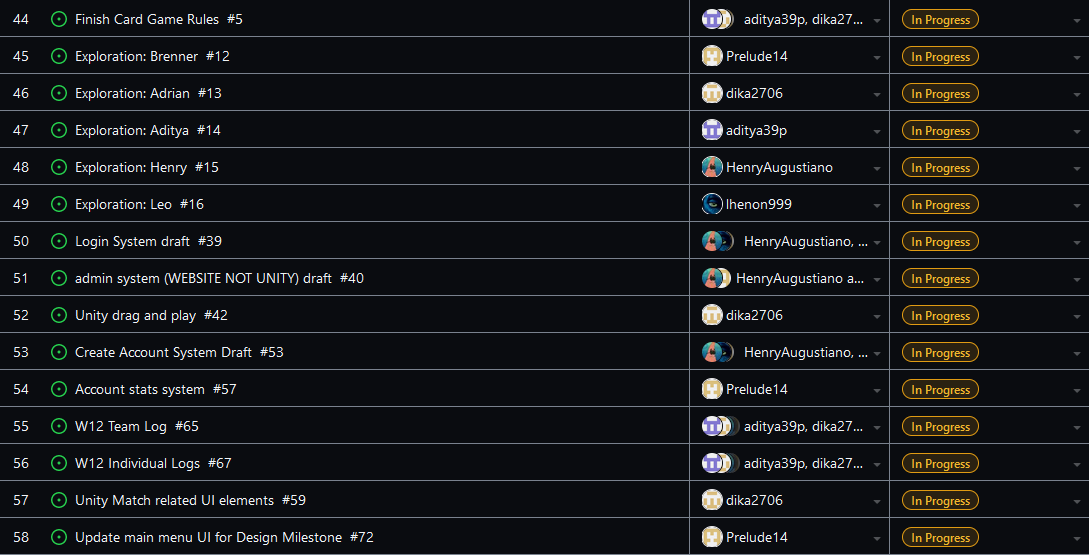 44 Finish Card Game Rules #5 aditya39p, dika27... In Progress
45 Exploration: Brenner #12 Prelude14 In Progress
46 Exploration: Adrian #13 dika2706 In Progress
47 Exploration: Aditya #14 aditya39p In Progress
48 Exploration: Henry #15 HenryAugustiano In Progress
49 Exploration: Leo #16 lhenon999 In Progress
50 Login System draft #39 HenryAugustiano, ... In Progress
51 admin system (WEBSITE NOT UNITY) draft #40 HenryAugustiano a... In Progress
52 Unity drag and play #42 dika2706 In Progress
53 Create Account System Draft #53 HenryAugustiano, ... In Progress
54 Account stats system #57 Prelude14 In Progress
55 W12 Team Log #65 aditya39p, dika27... In Progress
56 W12 Individual Logs #67 aditya39p, dika27... In Progress
57 Unity Match related UI elements #59 dika2706 In Progress
58 Update main menu UI for Design Milestone #72 Prelude14 In Progress